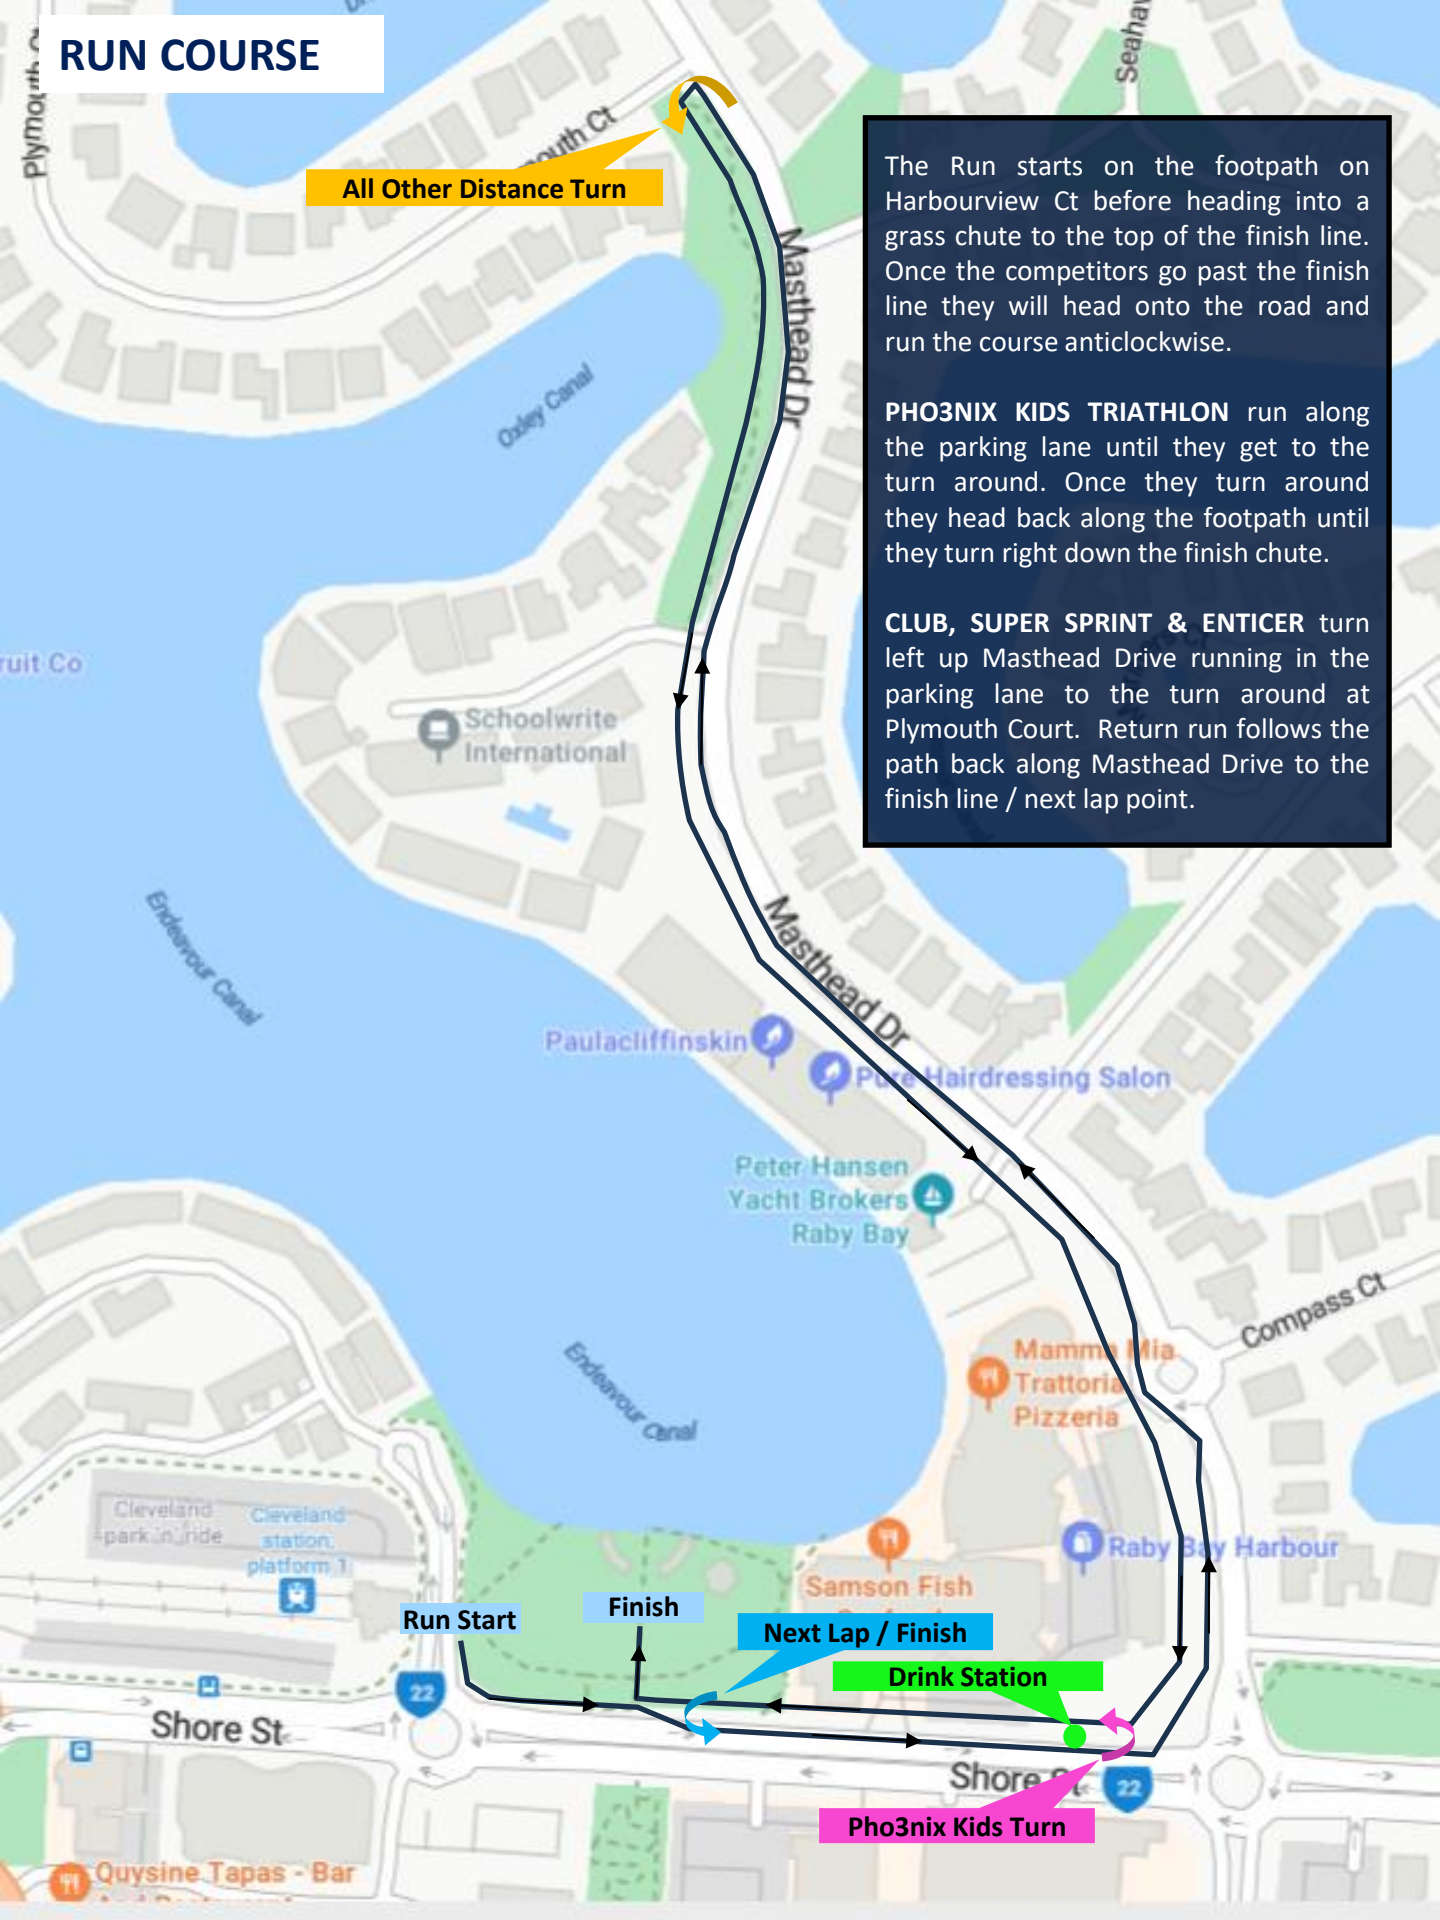 RUN COURSE
Plymouth Ct
Seahav
outh Ct
All Other Distance Turn
The Run starts on the footpath on
Harbourview Ct before heading into a
grass chute to the top of the finish line.
Once the competitors go past the finish
line they will head onto the road and
run the course anticlockwise.
PHO3NIX KIDS TRIATHLON run along
the parking lane until they get to the
turn around. Once they turn around
they head back along the footpath until
they turn right down the finish chute.
CLUB, SUPER SPRINT & ENTICER turn
left up Masthead Drive running in the
parking lane to the turn around at
Plymouth Court. Return run follows the
path back along Masthead Drive to the
finish line / next lap point.
Masthead Dr
Oxley Canal
ruit Co
Schoolwrite
International
Endeavour Canal
Masthead Dr
Paulacliffinskin
Pure Hairdressing Salon
Peter Hansen
Yacht Brokers
Raby Bay
Compass Ct
Mamma Mia
Trattoria
Pizzeria
Endeavour Canal
Cleveland
park 'n' ride
Cleveland
station,
platform 1
Raby Bay Harbour
Samson Fish
Run Start
Finish
Next Lap / Finish
Drink Station
22
Shore St
Shore St
22
Pho3nix Kids Turn
Quysine Tapas - Bar